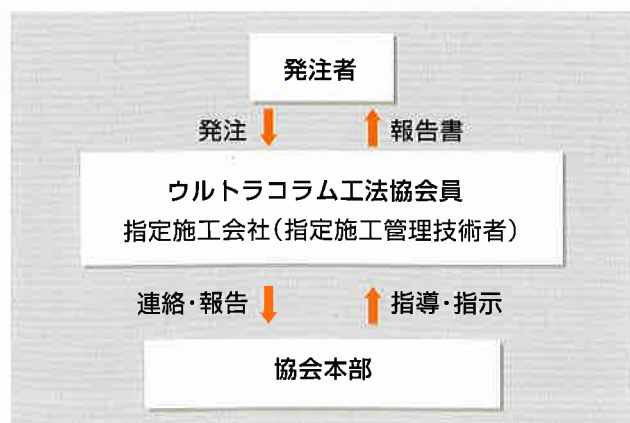 発注者
発注
報告書
ウルトラコラム工法協会員
指定施工会社(指定施工管理技術者)
連絡・報告
指導・指示
協会本部